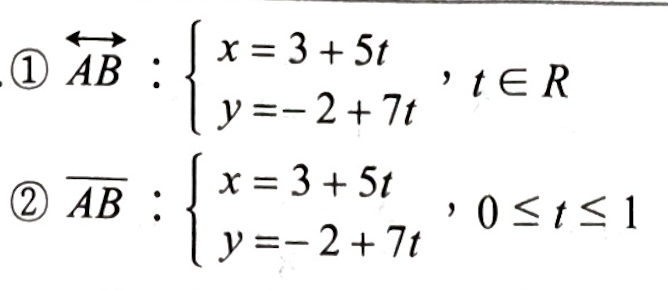 ① \overleftrightarrow{AB} : { x = 3 + 5t
y = − 2 + 7t ，t ∈ R
② \overline{AB} : { x = 3 + 5t
y = − 2 + 7t ，0 ≤ t ≤ 1